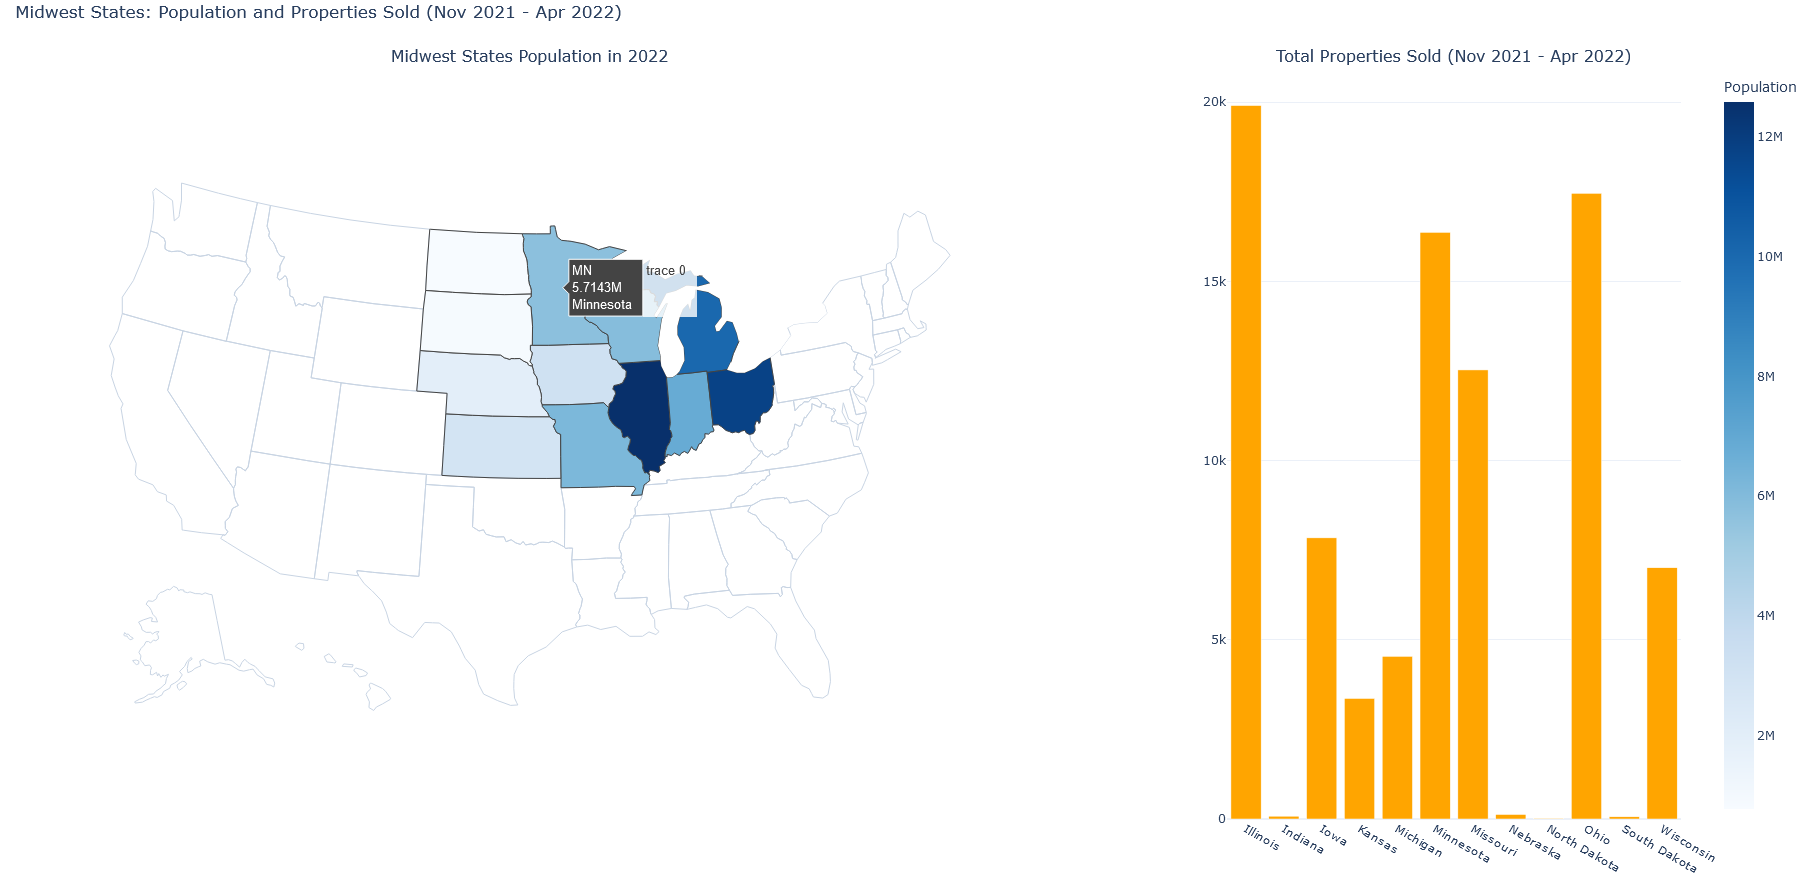 Midwest States: Population and Properties Sold (Nov 2021 - Apr 2022)
Midwest States Population in 2022
MN
5.7143M
Minnesota
trace 0
Total Properties Sold (Nov 2021 - Apr 2022)
20k
15k
10k
5k
0
Illinois
Indiana
Iowa
Kansas
Michigan
Minnesota
Missouri
Nebraska
North Dakota
Ohio
South Dakota
Wisconsin
Population
12M
10M
8M
6M
4M
2M